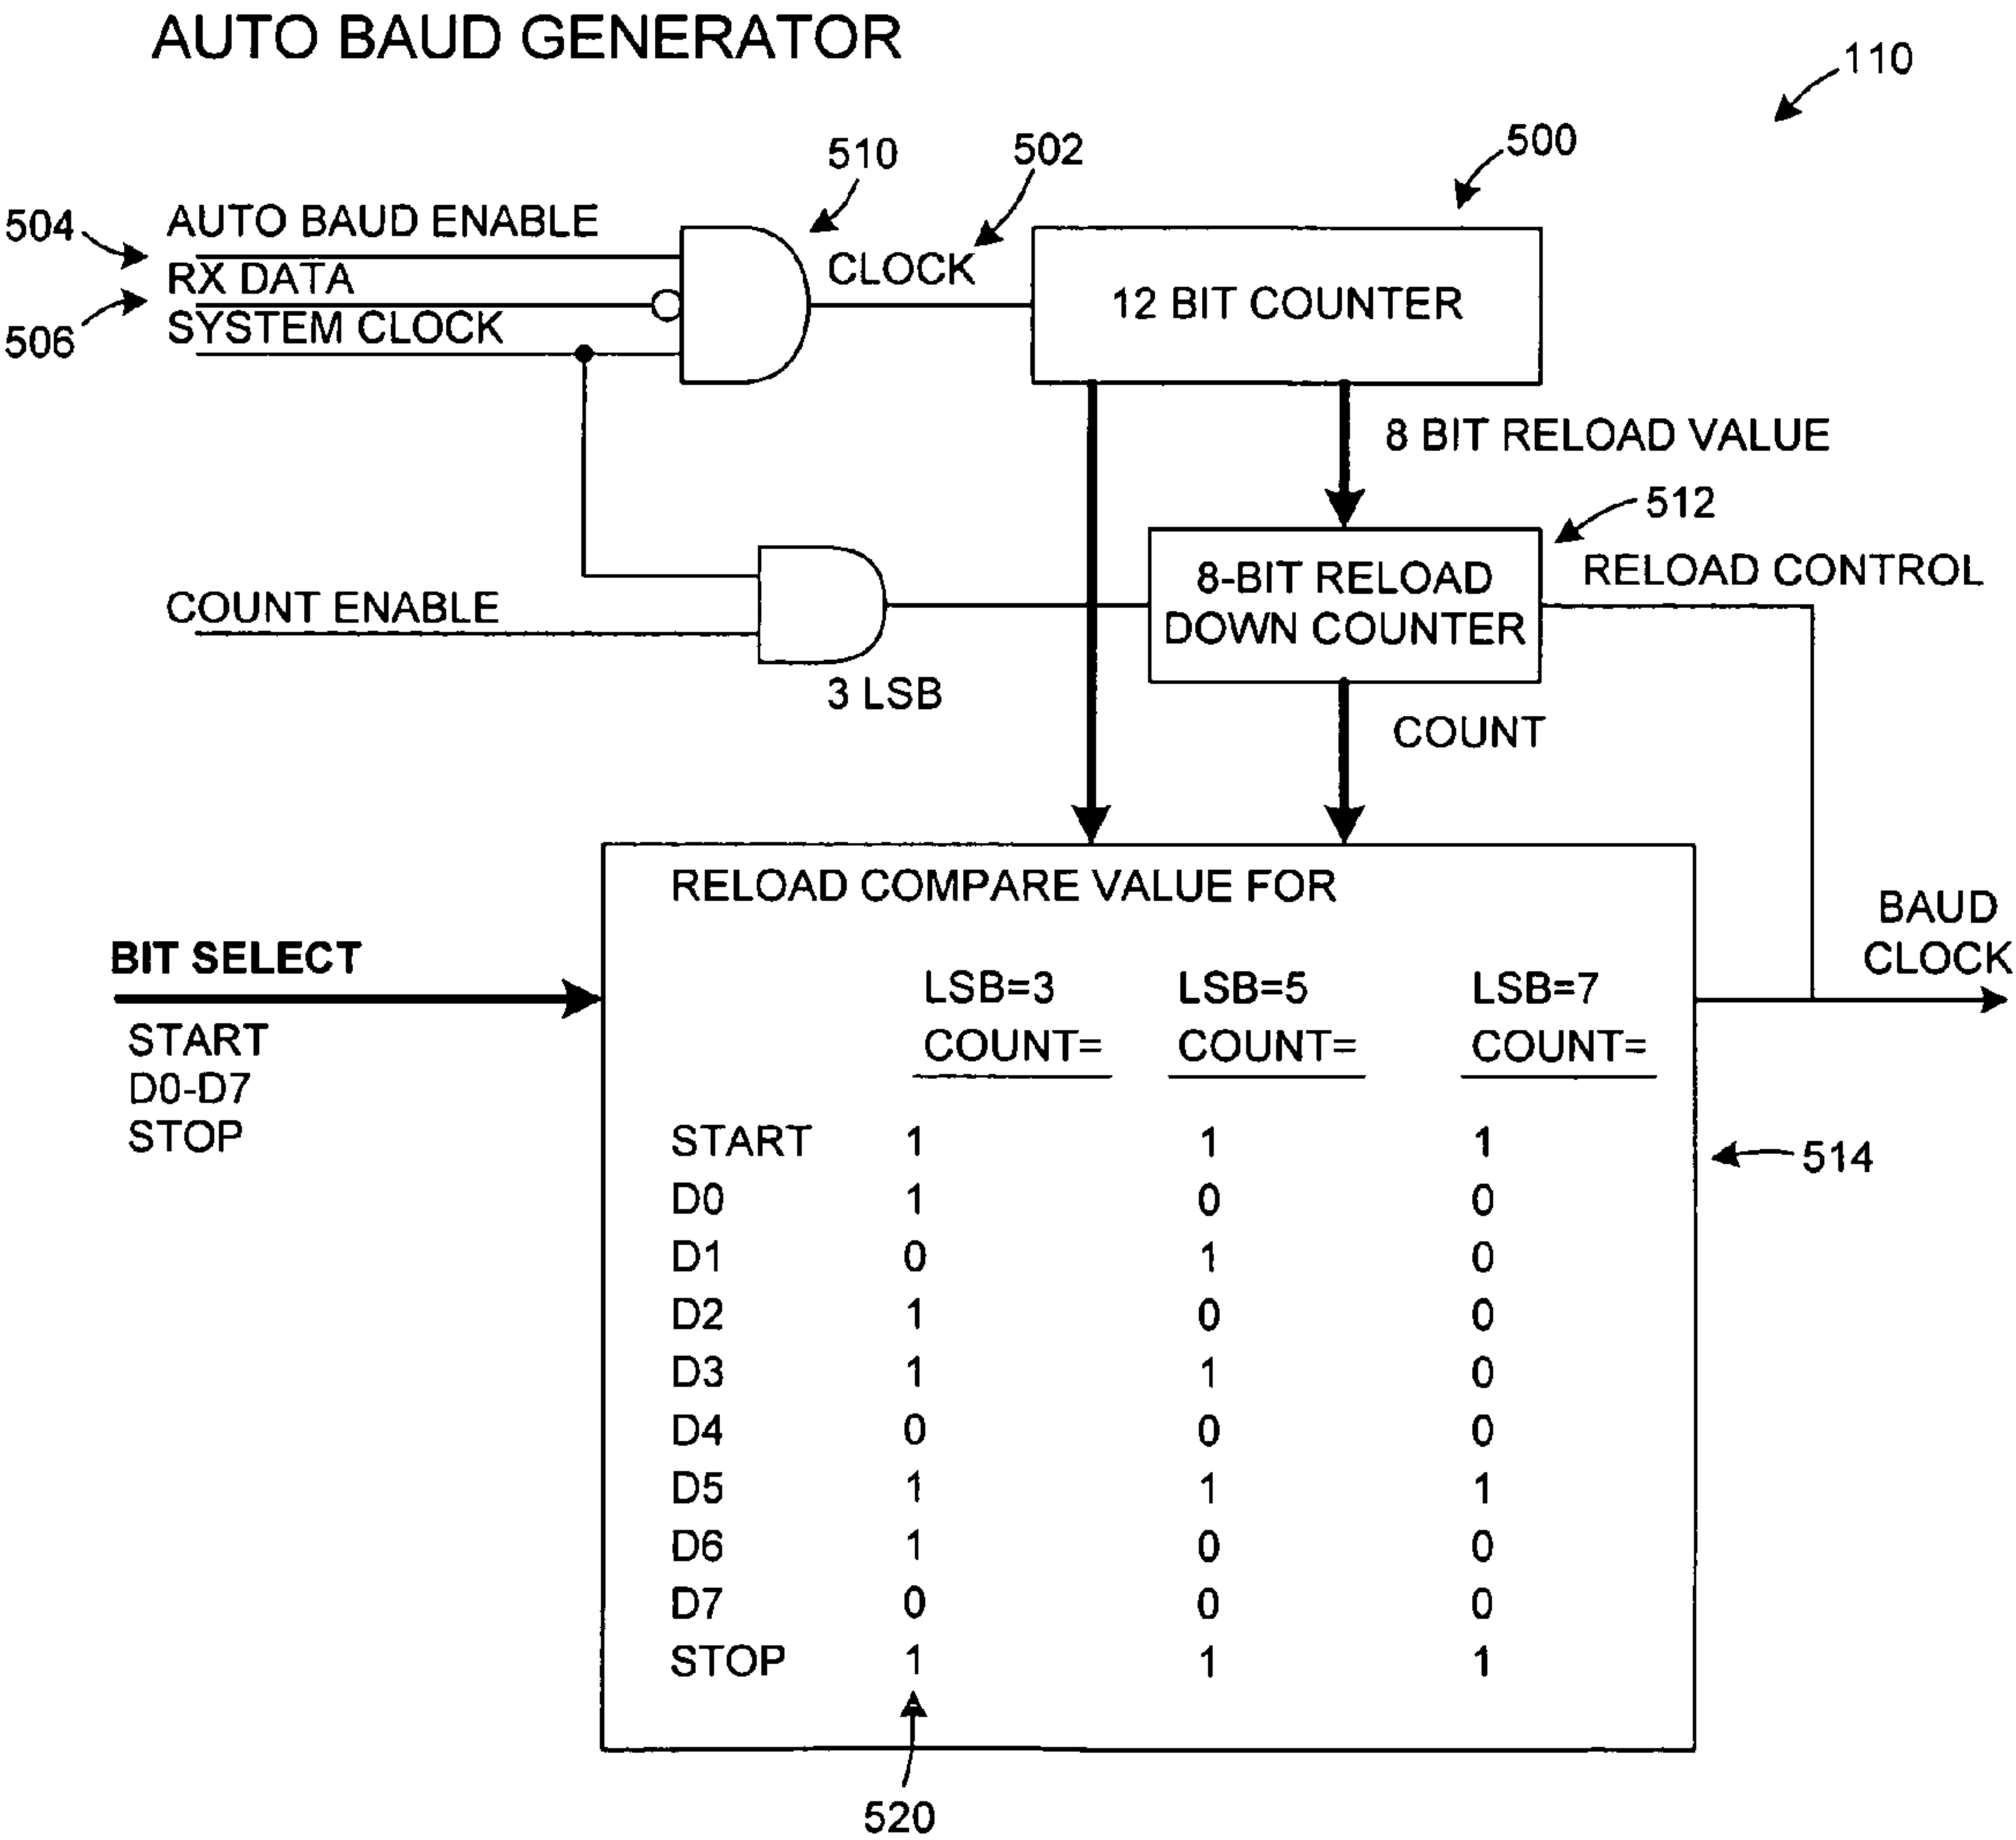 AUTO BAUD GENERATOR
110
500
510
502
504
AUTO BAUD ENABLE
RX DATA
506
SYSTEM CLOCK
CLOCK
12 BIT COUNTER
8 BIT RELOAD VALUE
512
8-BIT RELOAD
DOWN COUNTER
RELOAD CONTROL
COUNT ENABLE
3 LSB
COUNT
RELOAD COMPARE VALUE FOR
BAUD
CLOCK
BIT SELECT
START
D0-D7
STOP
LSB=3 LSB=5 LSB=7
COUNT= COUNT= COUNT=
START 1 1 1
D0 1 0 0
D1 0 1 0
D2 1 0 0
D3 1 1 0
D4 0 0 0
D5 1 1 1
D6 1 0 0
D7 0 0 0
STOP 1 1 1
514
520